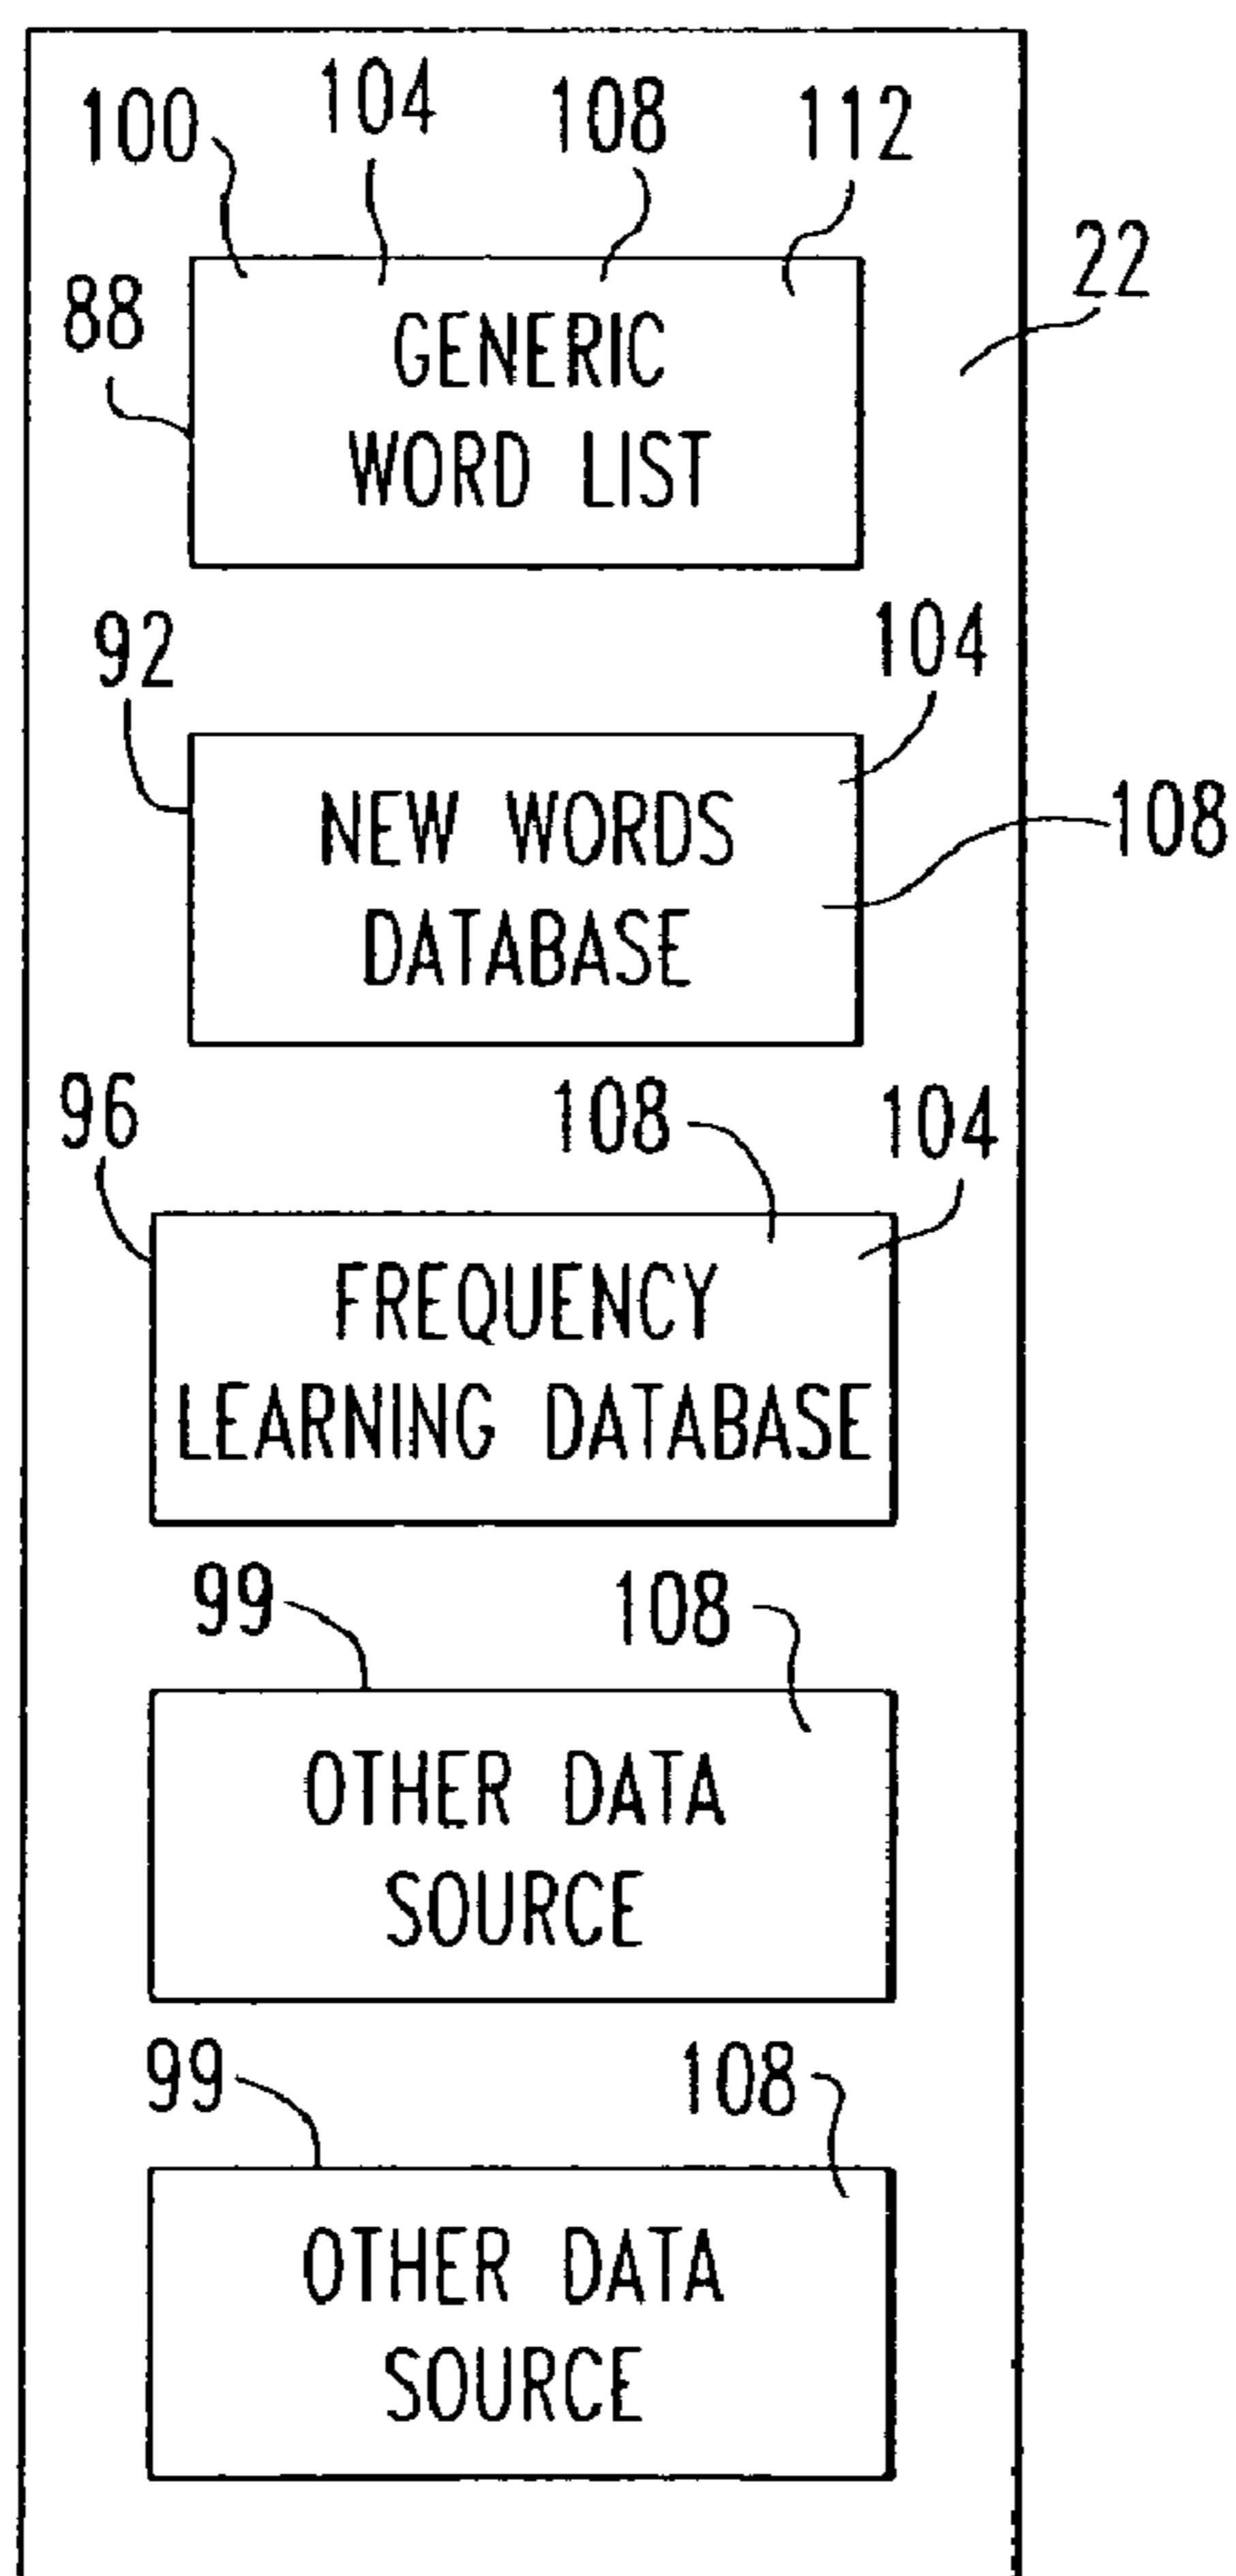 100 104 108 112
22
88
GENERIC
WORD LIST
92 104
NEW WORDS
108
DATABASE
96 108 104
FREQUENCY
LEARNING DATABASE
99 108
OTHER DATA
SOURCE
99 108
OTHER DATA
SOURCE